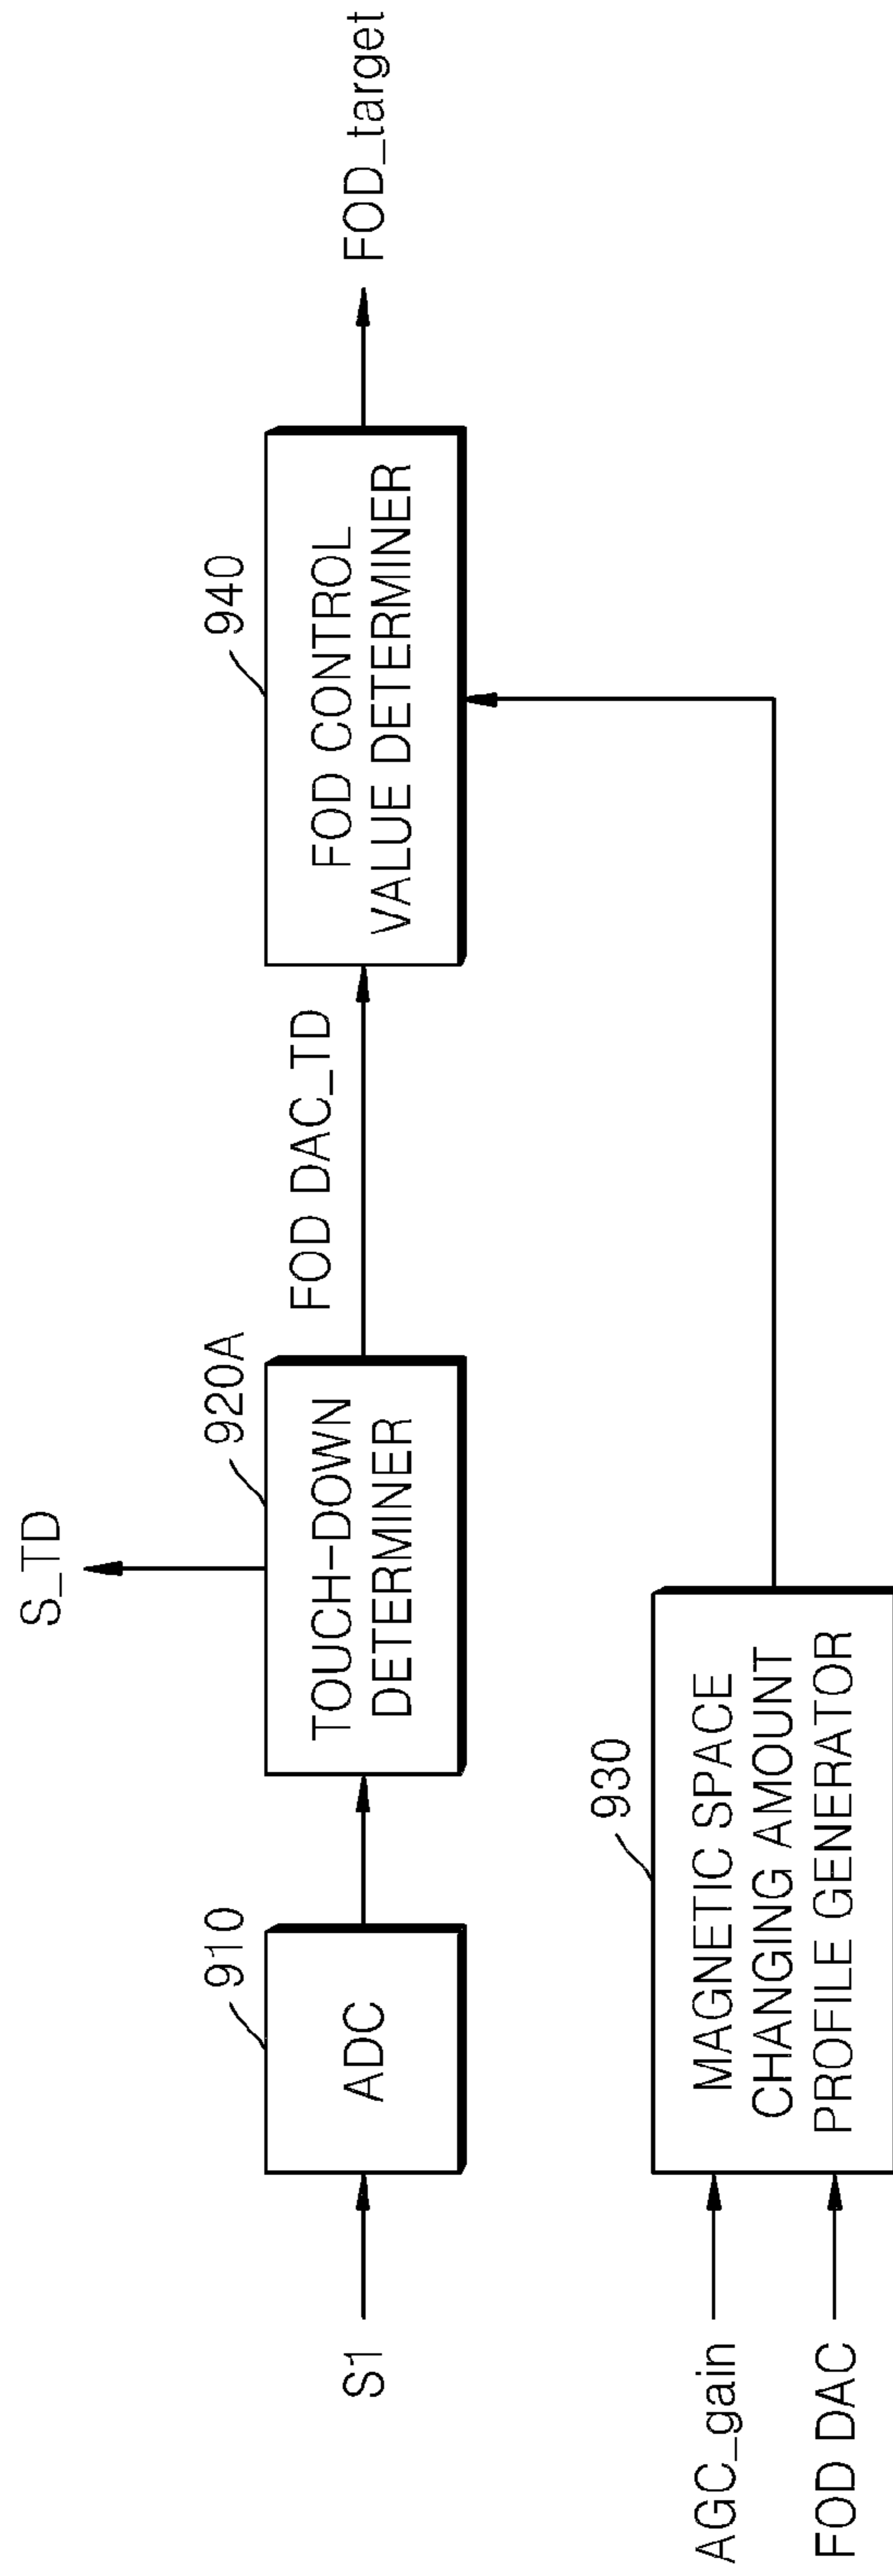 S_TD
910
920A
940
S1
ADC
TOUCH-DOWN
DETERMINER
FOD DAC_TD
FOD CONTROL
VALUE DETERMINER
FOD_target
930
AGC_gain
FOD DAC
MAGNETIC SPACE
CHANGING AMOUNT
PROFILE GENERATOR